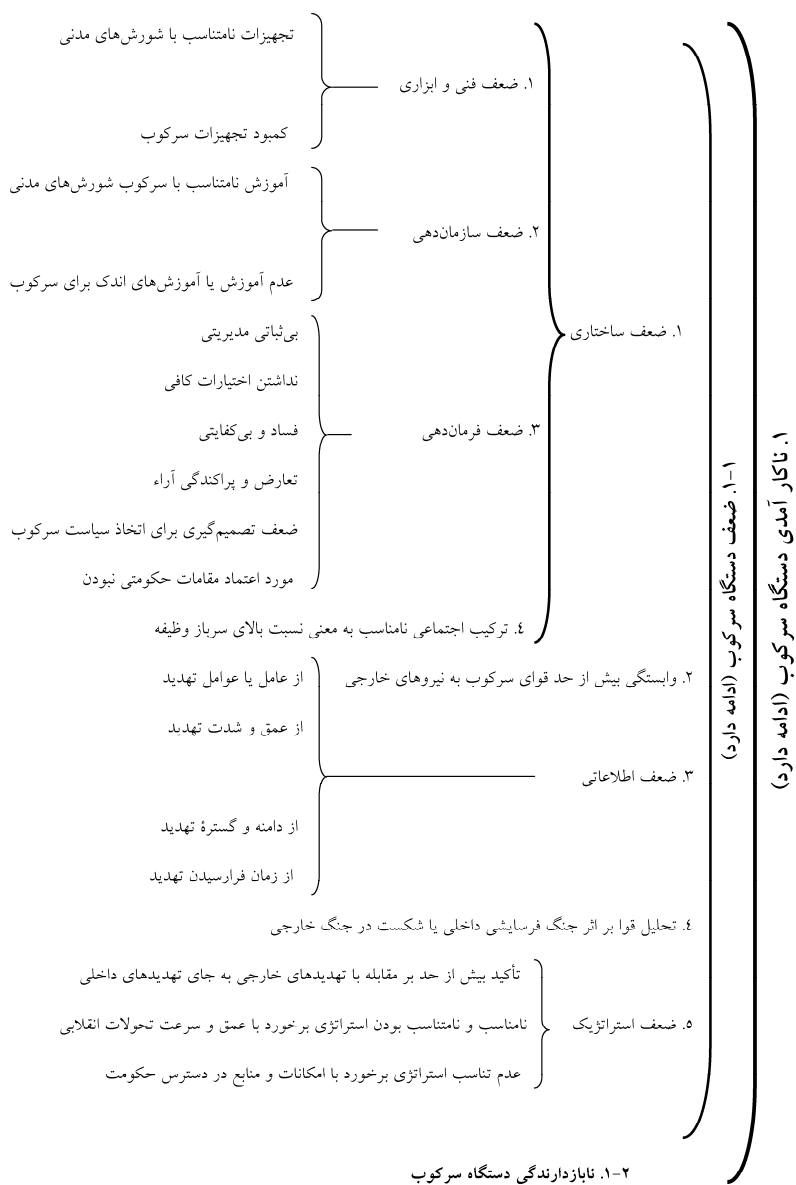 ۱. ناکار آمدی دستگاه سرکوب (ادامه دارد)
۱-۱. ضعف دستگاه سرکوب (ادامه دارد)
۱. ضعف ساختاری
۱. ضعف فنی و ابزاری
تجهیزات نامتناسب با شورش‌های مدنی
کمبود تجهیزات سرکوب
۲. ضعف سازمان‌دهی
آموزش نامتناسب با سرکوب شورش‌های مدنی
عدم آموزش یا آموزش‌های اندک برای سرکوب
۳. ضعف فرمان‌دهی
بی‌ثباتی مدیریتی
نداشتن اختیارات کافی
فساد و بی‌کفایتی
تعارض و پراکندگی آراء
ضعف تصمیم‌گیری برای اتخاذ سیاست سرکوب
مورد اعتماد مقامات حکومتی نبودن
۴. ترکیب اجتماعی نامناسب به معنی نسبت بالای سرباز وظیفه
۲. وابستگی بیش از حد قوای سرکوب به نیروهای خارجی
۳. ضعف اطلاعاتی
از عامل یا عوامل تهدید
از عمق و شدت تهدید
از دامنه و گسترهٔ تهدید
از زمان فرارسیدن تهدید
۴. تحلیل قوا بر اثر جنگ فرسایشی داخلی یا شکست در جنگ خارجی
۵. ضعف استراتژیک
تأکید بیش از حد بر مقابله با تهدیدهای خارجی به جای تهدیدهای داخلی
نامناسب و نامتناسب بودن استراتژی برخورد با عمق و سرعت تحولات انقلابی
عدم تناسب استراتژی برخورد با امکانات و منابع در دسترس حکومت
۱-۲. نابازدارندگی دستگاه سرکوب